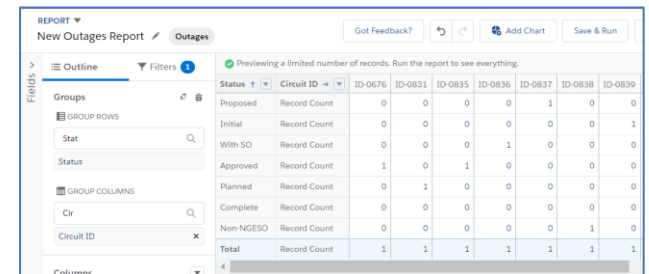 REPORT ▼
New Outages Report Outages
Got Feedback? Add Chart Save & Run
Fields
Outline Filters 1
Previewing a limited number of records. Run the report to see everything.
Groups
GROUP ROWS
Stat
Status
GROUP COLUMNS
Cir
Circuit ID ×
Columns
Status ↑ Circuit ID → ID-0676 ID-0831 ID-0835 ID-0836 ID-0837 ID-0838 ID-0839
Proposed Record Count 0 0 0 0 1 0 0
Initial Record Count 0 0 0 0 0 0 1
With SO Record Count 0 0 0 1 0 0 0
Approved Record Count 1 0 1 0 0 0 0
Planned Record Count 0 1 0 0 0 0 0
Complete Record Count 0 0 0 0 0 0 0
Non-NGESO Record Count 0 0 0 0 0 1 0
Total Record Count 1 1 1 1 1 1 1